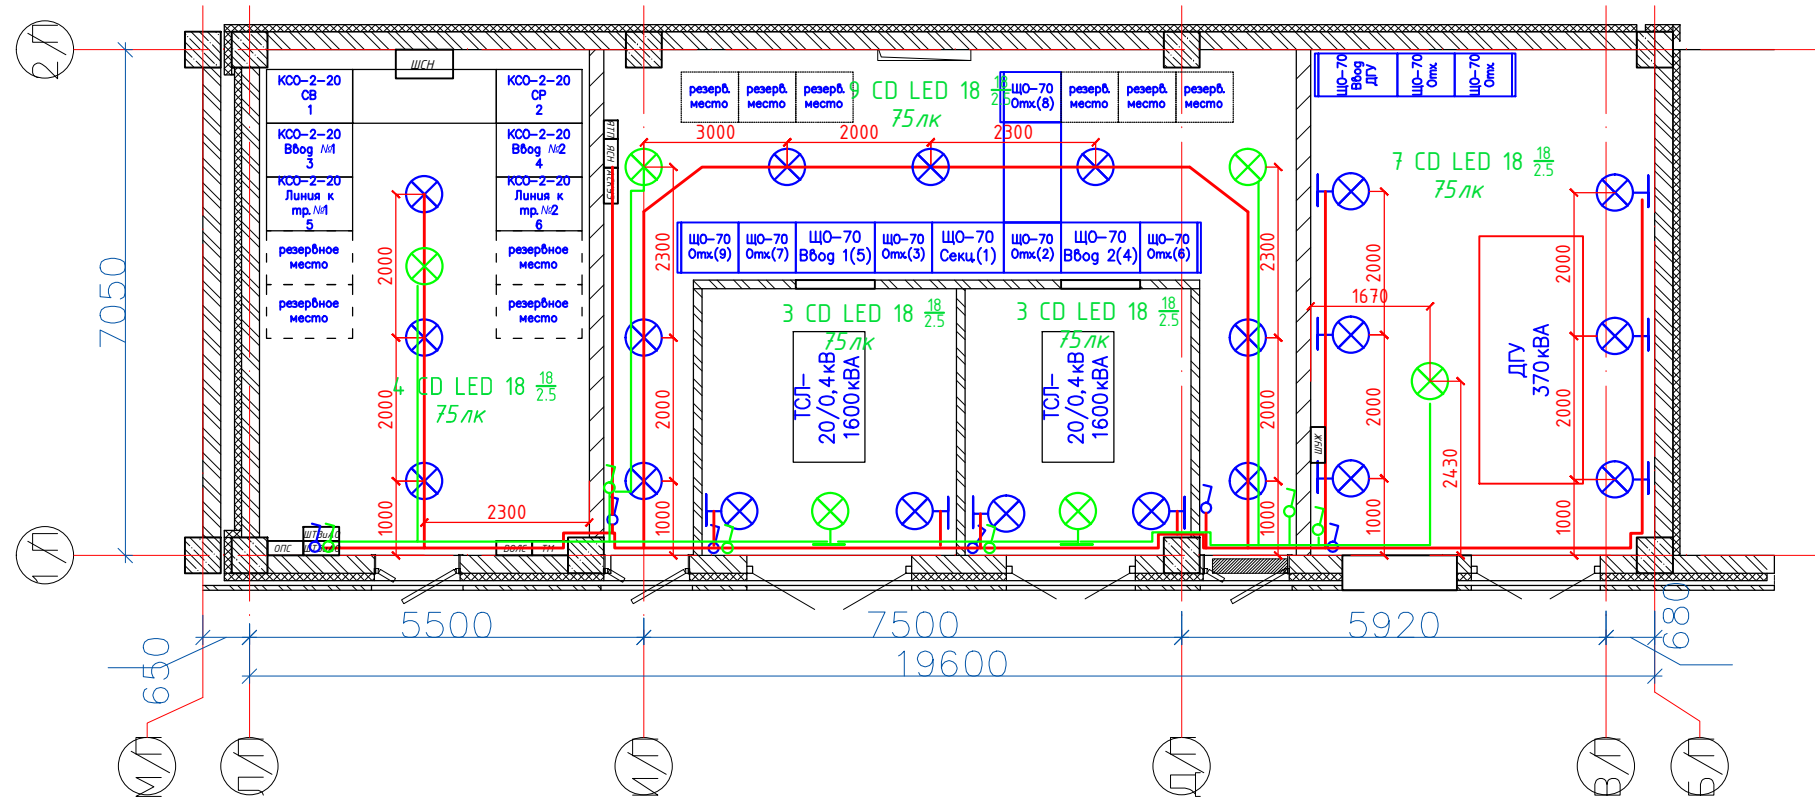 2/П
ШСН
КСО-2-20
СВ
1
КСО-2-20
СР
2
КСО-2-20
Ввод №1
3
КСО-2-20
Ввод №2
4
КСО-2-20
Линия к
тр.№1
5
КСО-2-20
Линия к
тр.№2
6
резервное
место
резервное
место
резервное
место
резервное
место
4 CD LED 18 18/2.5
75лк
2000
2000
1000
2300
ОПС
ВОЛС
ТМ
ЯТП
ЯСН
резерв.
место
резерв.
место
резерв.
место
9 CD LED 18 18/2.5
75лк
ЩО-70
Отх(8)
резерв.
место
резерв.
место
резерв.
место
3000
2000
2300
2300
2000
1000
ЩО-70
Отх(9)
ЩО-70
Отх(7)
ЩО-70
Ввод 1(5)
ЩО-70
Отх(3)
ЩО-70
Секц(1)
ЩО-70
Отх(2)
ЩО-70
Ввод 2(4)
ЩО-70
Отх(6)
2300
2000
1000
3 CD LED 18 18/2.5
75лк
ТСЛ-
20/0,4кВ
1600кВА
3 CD LED 18 18/2.5
75лк
ТСЛ-
20/0,4кВ
1600кВА
ЩО-70
Ввод
ДГУ
ЩО-70
Отх
ЩО-70
Отх
7 CD LED 18 18/2.5
75лк
2000
2000
1000
1670
2430
2000
2000
1000
ДГУ
370кВА
7050
1/П
5500
7500
5920
680
650
19600
М/П
Л/П
И/П
Д/П
В/П
Б/П